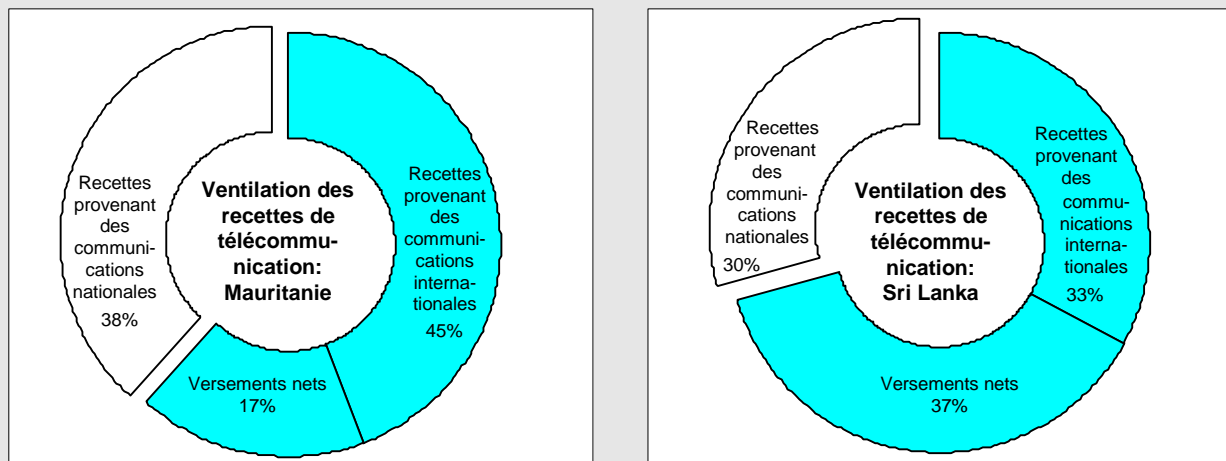 Ventilation des
recettes de
télécommu-
nication:
Mauritanie
Recettes
provenant
des
communi-
cations
nationales
38%
Recettes
provenant
des
communi-
cations
interna-
tionales
45%
Versements nets
17%
Ventilation des
recettes de
télécommu-
nication:
Sri Lanka
Recettes
provenant
des
communi-
cations
nationales
30%
Recettes
provenant
des
commu-
nications
interna-
tionales
33%
Versements nets
37%